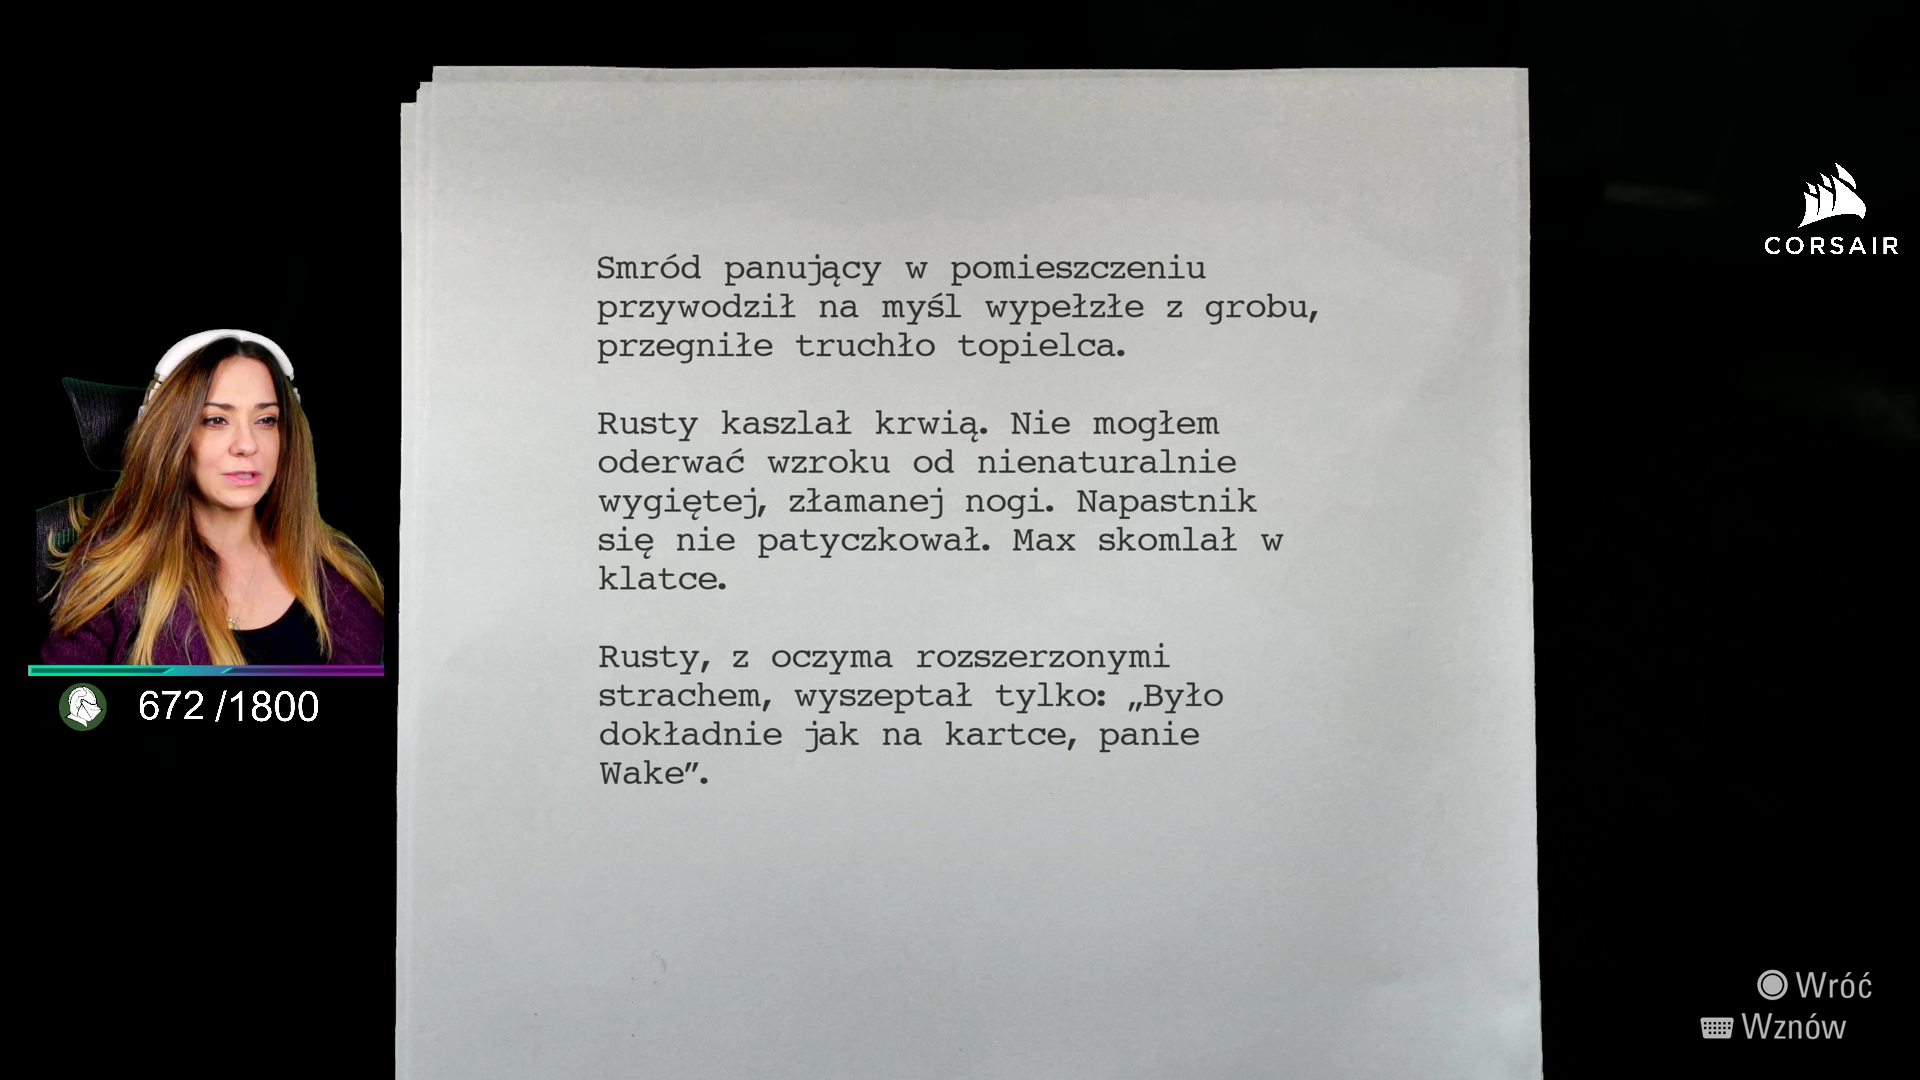 Smród panujący w pomieszczeniu
przywodził na myśl wypełzłe z grobu,
przegniłe truchło topielca.
Rusty kaszlał krwią. Nie mogłem
oderwać wzroku od nienaturalnie
wygiętej, złamanej nogi. Napastnik
się nie patyczkował. Max skomlał w
klatce.
Rusty, z oczyma rozszerzonymi
strachem, wyszeptał tylko: „Było
dokładnie jak na kartce, panie
Wake”.
CORSAIR
672 /1800
Wróć
Wznów